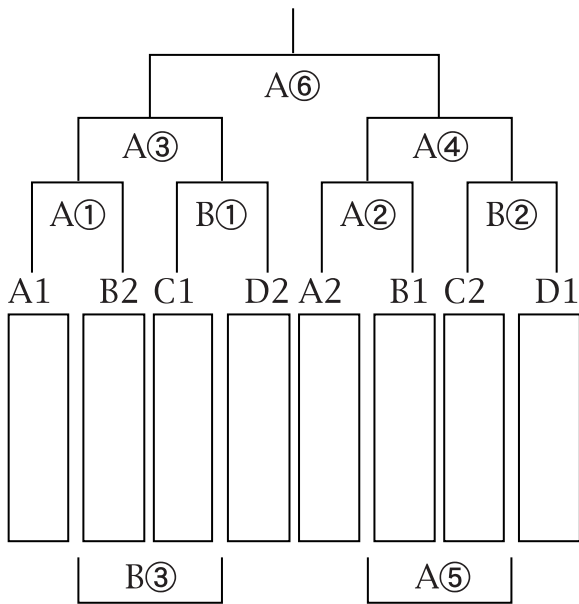 A⑥
A③ A④
A① B① A② B②
A1 B2 C1 D2 A2 B1 C2 D1
B③ A⑤